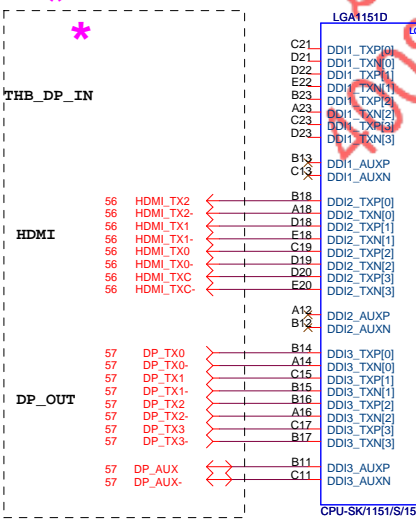 *
LGA1151D
THB_DP_IN
C21 DDI1_TXP[0]
D21 DDI1_TXN[0]
D22 DDI1_TXP[1]
E22 DDI1_TXN[1]
B23 DDI1_TXP[2]
A23 DDI1_TXN[2]
C23 DDI1_TXP[3]
D23 DDI1_TXN[3]
B13 DDI1_AUXP
C13 DDI1_AUXN
HDMI
56 HDMI_TX2 B18 DDI2_TXP[0]
56 HDMI_TX2- A18 DDI2_TXN[0]
56 HDMI_TX1 D18 DDI2_TXP[1]
56 HDMI_TX1- E18 DDI2_TXN[1]
56 HDMI_TX0 C19 DDI2_TXP[2]
56 HDMI_TX0- D19 DDI2_TXN[2]
56 HDMI_TXC D20 DDI2_TXP[3]
56 HDMI_TXC- E20 DDI2_TXN[3]
A12 DDI2_AUXP
B12 DDI2_AUXN
DP_OUT
57 DP_TX0 B14 DDI3_TXP[0]
57 DP_TX0- A14 DDI3_TXN[0]
57 DP_TX1 C15 DDI3_TXP[1]
57 DP_TX1- B15 DDI3_TXN[1]
57 DP_TX2 B16 DDI3_TXP[2]
57 DP_TX2- A16 DDI3_TXN[2]
57 DP_TX3 C17 DDI3_TXP[3]
57 DP_TX3- B17 DDI3_TXN[3]
57 DP_AUX B11 DDI3_AUXP
57 DP_AUX- C11 DDI3_AUXN
CPU-SK/1151/S/15